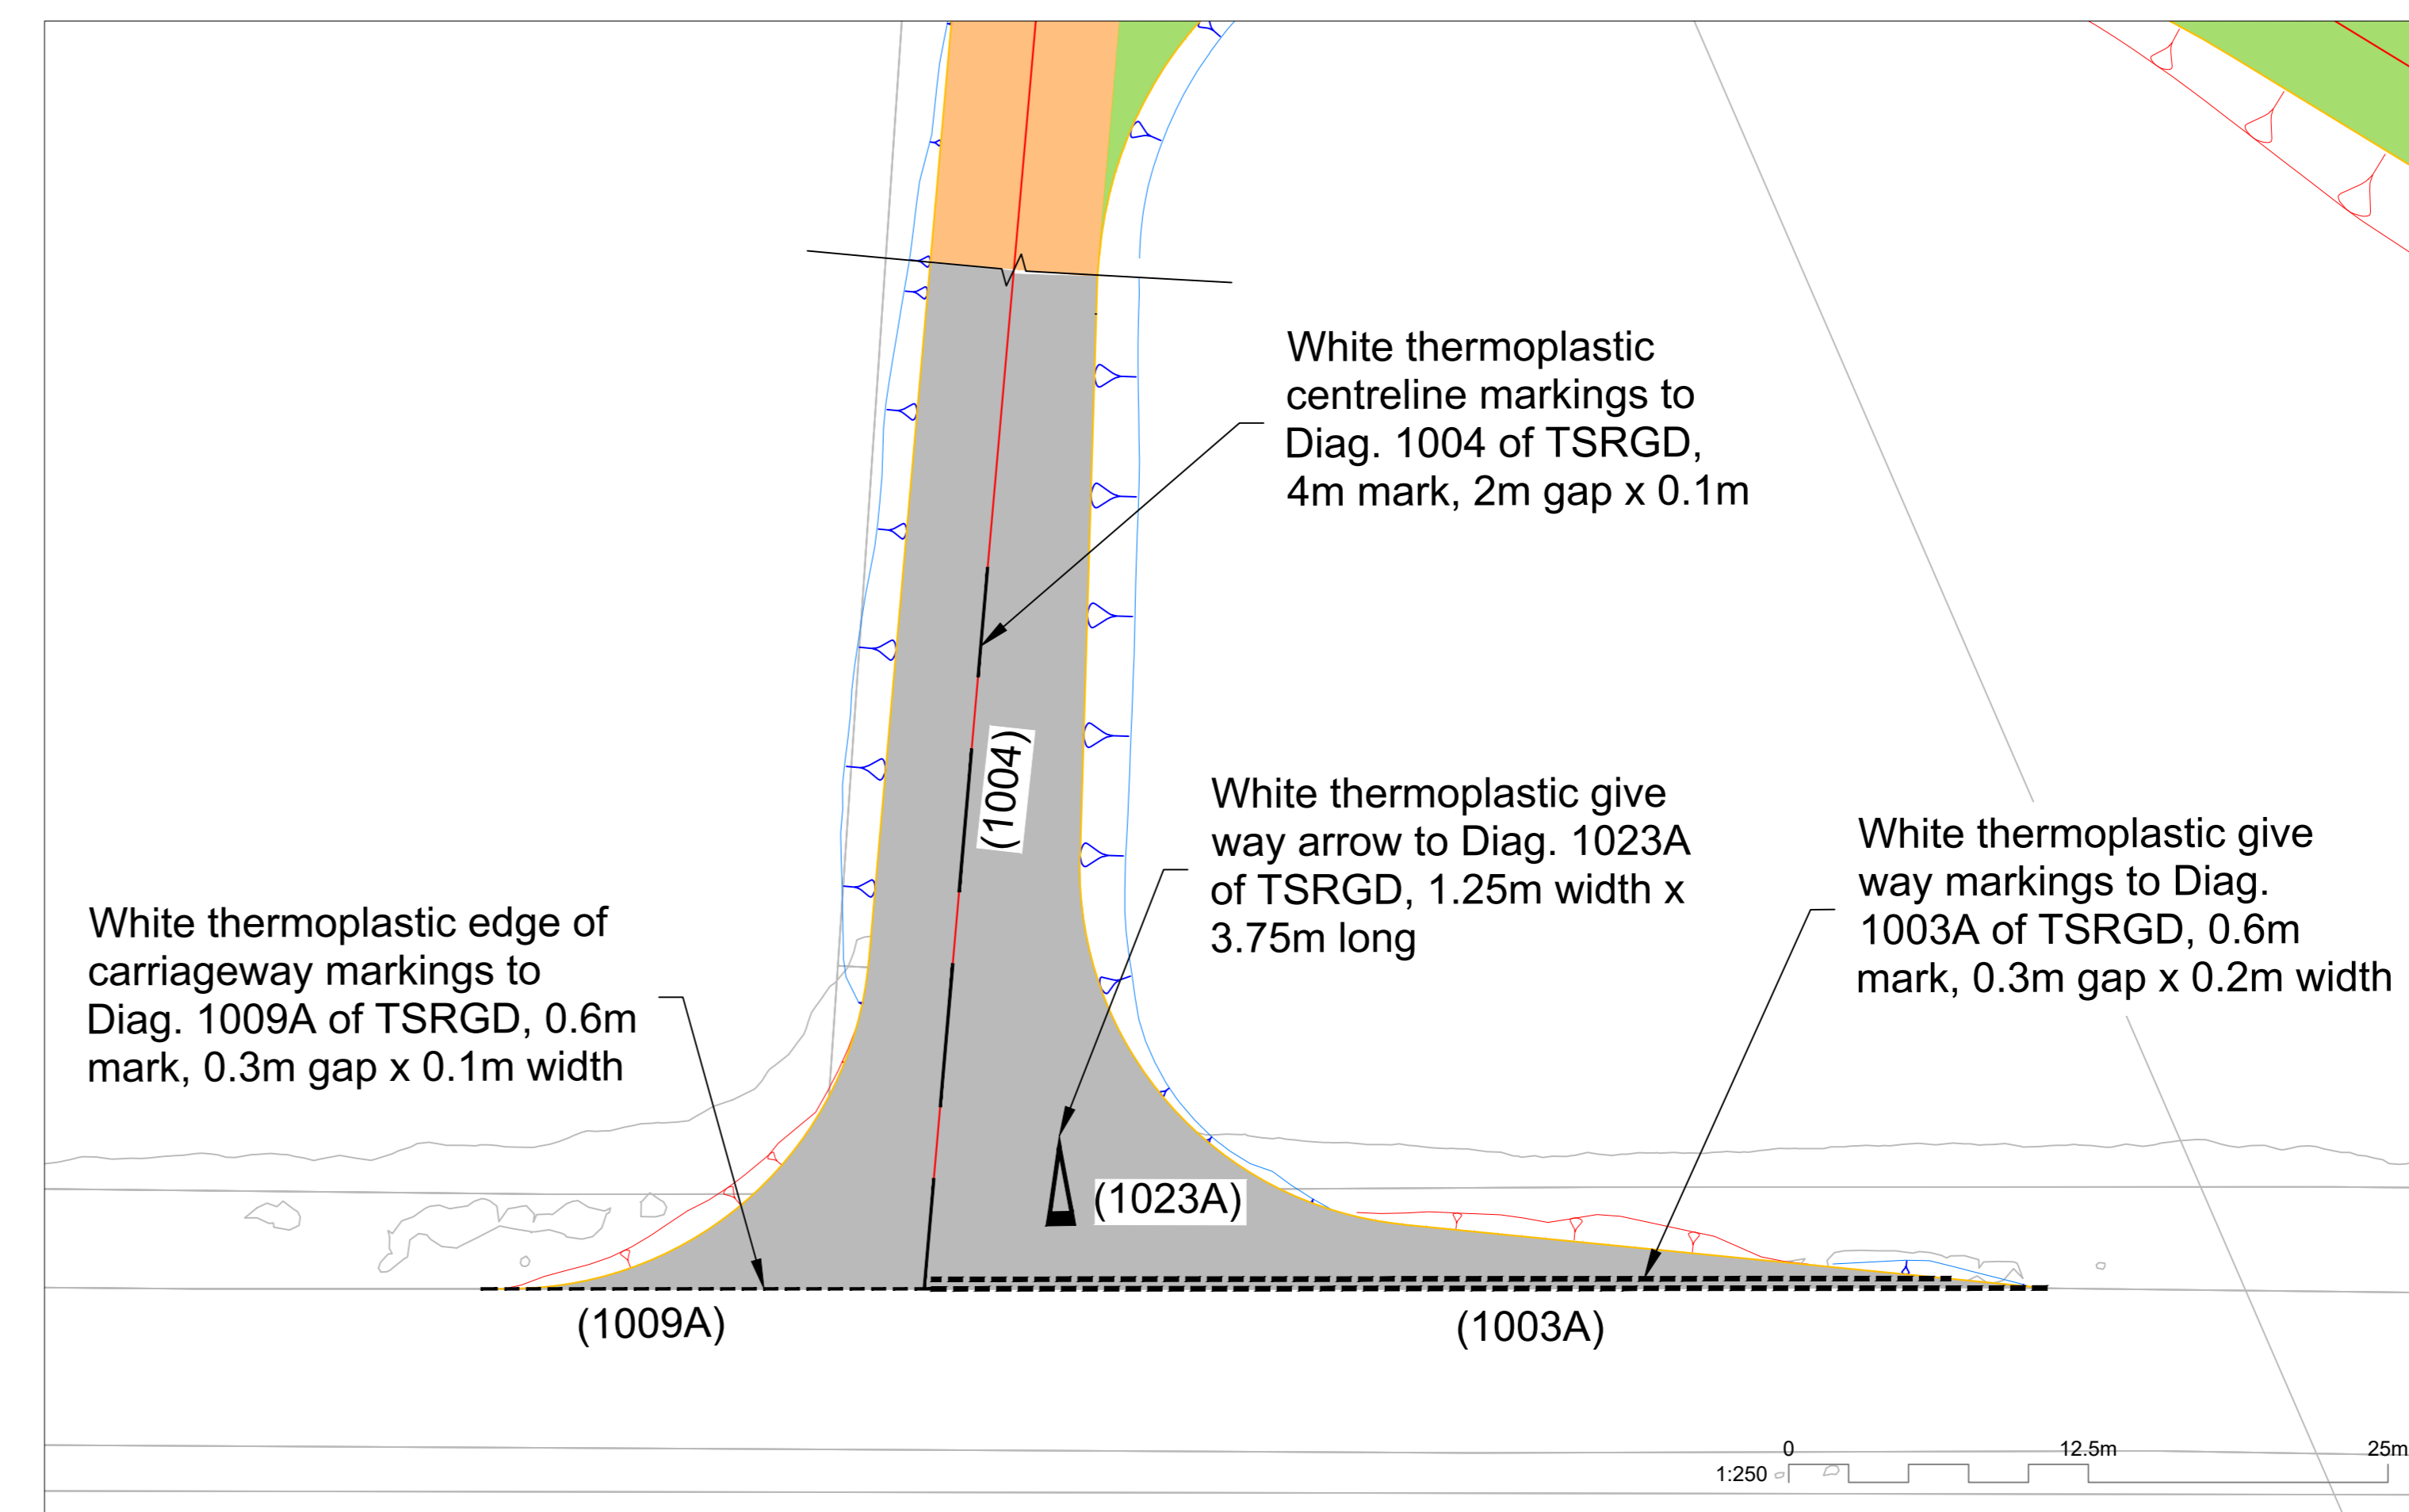 White thermoplastic
centreline markings to
Diag. 1004 of TSRGD,
4m mark, 2m gap x 0.1m
(1004)
White thermoplastic give
way arrow to Diag. 1023A
of TSRGD, 1.25m width x
3.75m long
White thermoplastic give
way markings to Diag.
1003A of TSRGD, 0.6m
mark, 0.3m gap x 0.2m width
White thermoplastic edge of
carriageway markings to
Diag. 1009A of TSRGD, 0.6m
mark, 0.3m gap x 0.1m width
(1023A)
(1009A)
(1003A)
0 12.5m 25m
1:250